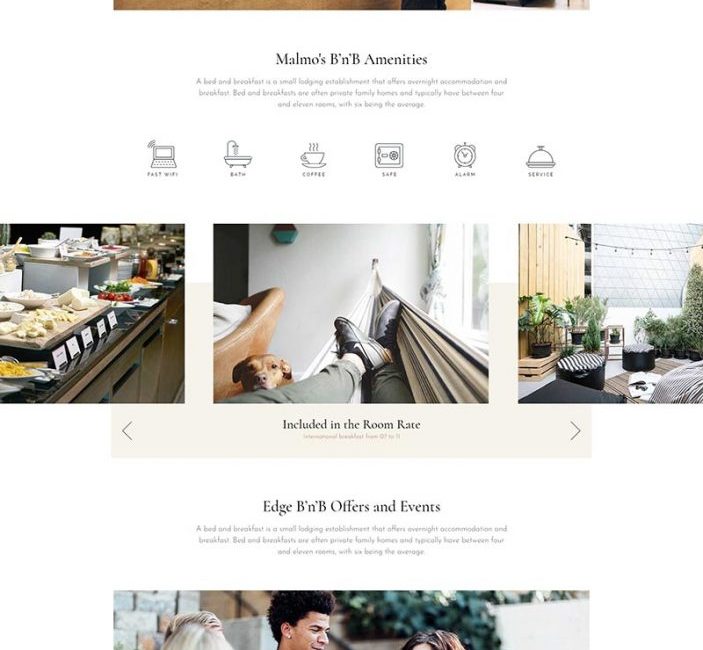 Malmo's B'n'B Amenities
A bed and breakfast is a small lodging establishment that offers overnight accommodation and
breakfast. Bed and breakfasts are often private family homes and typically have between four
and eleven rooms, with six being the average.
FAST WIFI BATH COFFEE SAFE ALARM SERVICE
Included in the Room Rate
International breakfast from 07 to 11
Edge B'n'B Offers and Events
A bed and breakfast is a small lodging establishment that offers overnight accommodation and
breakfast. Bed and breakfasts are often private family homes and typically have between four
and eleven rooms, with six being the average.